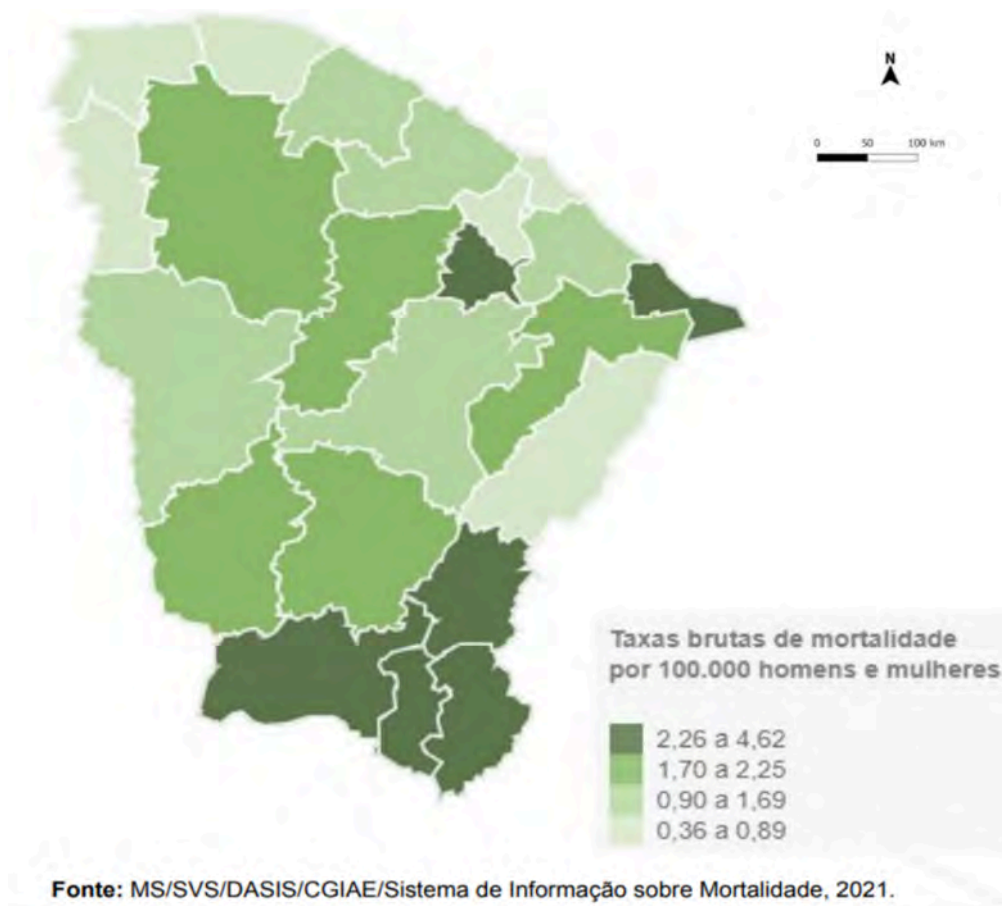 N
0 50 100 km
Taxas brutas de mortalidade
por 100.000 homens e mulheres
2,26 a 4,62
1,70 a 2,25
0,90 a 1,69
0,36 a 0,89
Fonte: MS/SVS/DASIS/CGIAE/Sistema de Informação sobre Mortalidade, 2021.